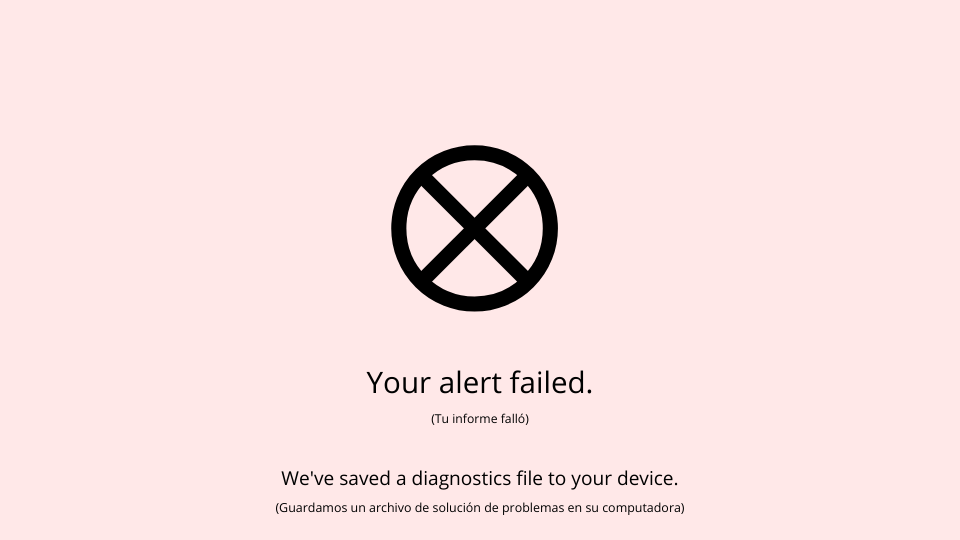 Your alert failed.
(Tu informe falló)
We've saved a diagnostics file to your device.
(Guardamos un archivo de solución de problemas en su computadora)